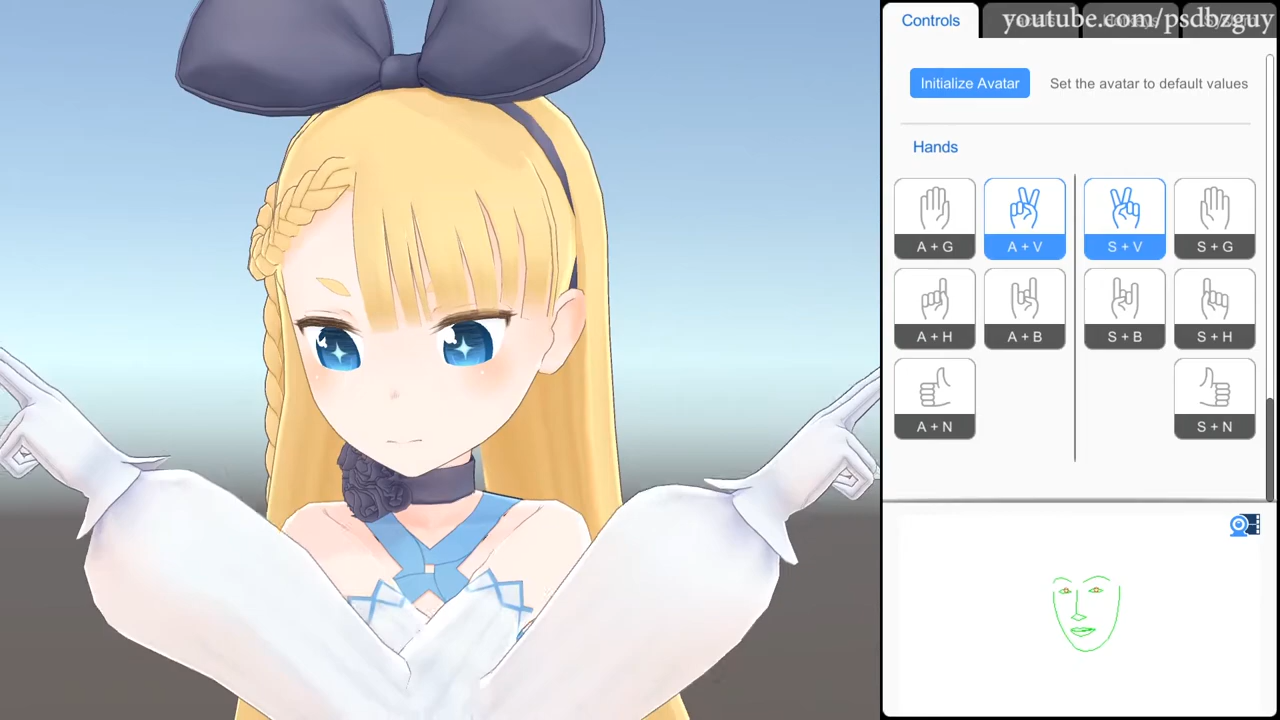 Controls
youtube.com/psdbzguy
Initialize Avatar
Set the avatar to default values
Hands
A + G
A + V
S + V
S + G
A + H
A + B
S + B
S + H
A + N
S + N